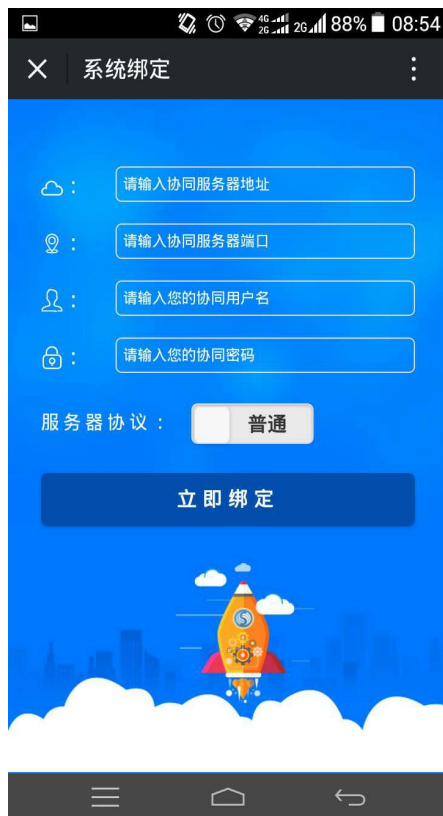 4G 2G 2G 88% 08:54
系统绑定
： 请输入协同服务器地址
： 请输入协同服务器端口
： 请输入您的协同用户名
： 请输入您的协同密码
服务器协议： 普通
立即绑定